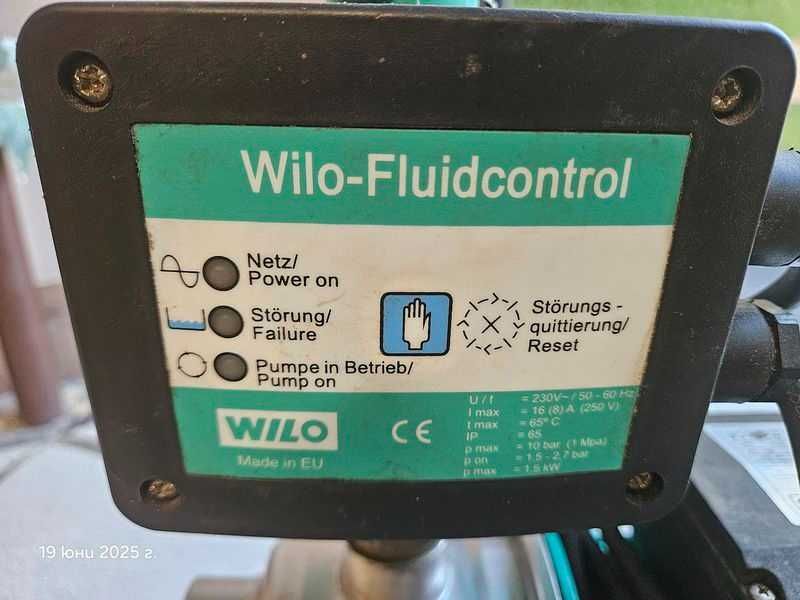 Wilo-Fluidcontrol
Netz/
Power on
Störung/
Failure
Pumpe in Betrieb/
Pump on
Störungs -
quittierung/
Reset
WILO
Made in EU
CE
U / f = 230V~ / 50 - 60 Hz
I max = 16 (8) A (250 V)
t max = 65º C
IP = 65
p max = 10 bar (1 Mpa)
p on = 1.5 - 2,7 bar
p max = 1.5 kW
19 юни 2025 г.